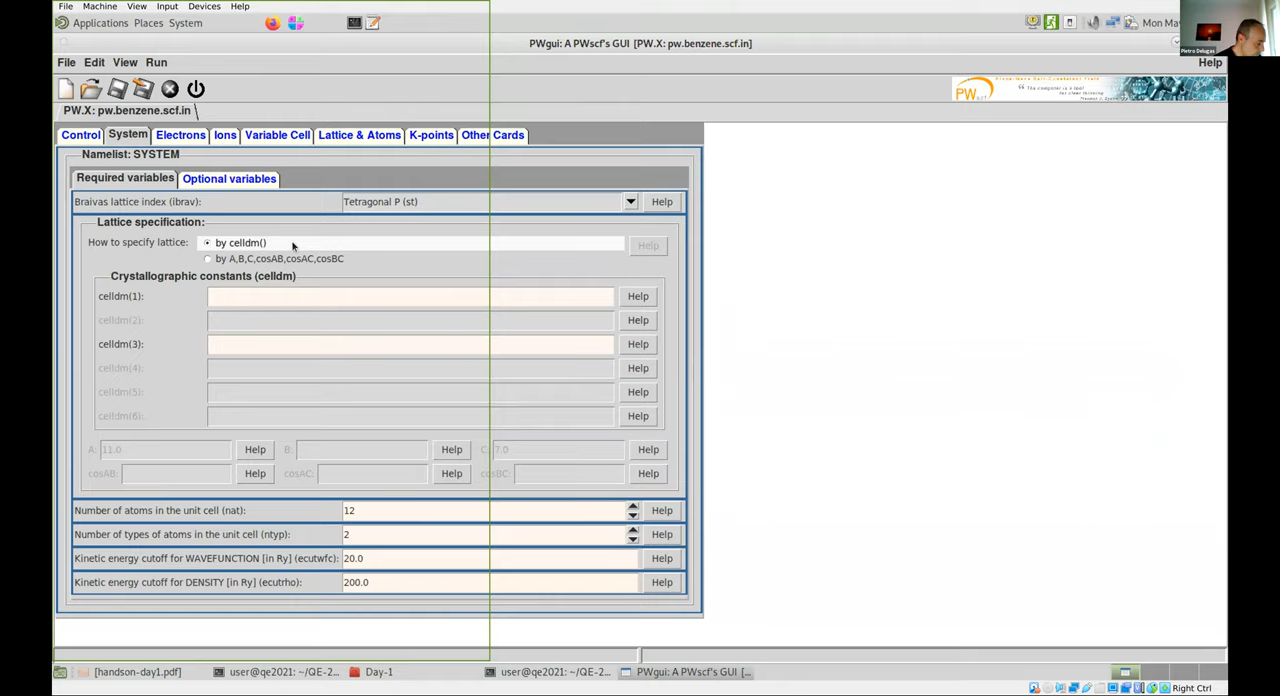 File Machine View Input Devices Help
Applications Places System
Mon May
PWgui: A PWscf's GUI [PW.X: pw.benzene.scf.in]
Pietro Delugas
File Edit View Run
Help
PW
PW.X: pw.benzene.scf.in
Control System Electrons Ions Variable Cell Lattice & Atoms K-points Other Cards
Namelist: SYSTEM
Required variables Optional variables
Braivas lattice index (ibrav): Tetragonal P (st) Help
Lattice specification:
How to specify lattice: by celldm() Help
by A,B,C,cosAB,cosAC,cosBC
Crystallographic constants (celldm)
celldm(1): Help
celldm(2): Help
celldm(3): Help
celldm(4): Help
celldm(5): Help
celldm(6): Help
A: 11.0 Help B: Help C: 7.0 Help
cosAB: Help cosAC: Help cosBC: Help
Number of atoms in the unit cell (nat): 12 Help
Number of types of atoms in the unit cell (ntyp): 2 Help
Kinetic energy cutoff for WAVEFUNCTION [in Ry] (ecutwfc): 20.0 Help
Kinetic energy cutoff for DENSITY [in Ry] (ecutrho): 200.0 Help
[handson-day1.pdf] user@qe2021: ~/QE-2... Day-1 user@qe2021: ~/QE-2... PWgui: A PWscf's GUI [...
Right Ctrl